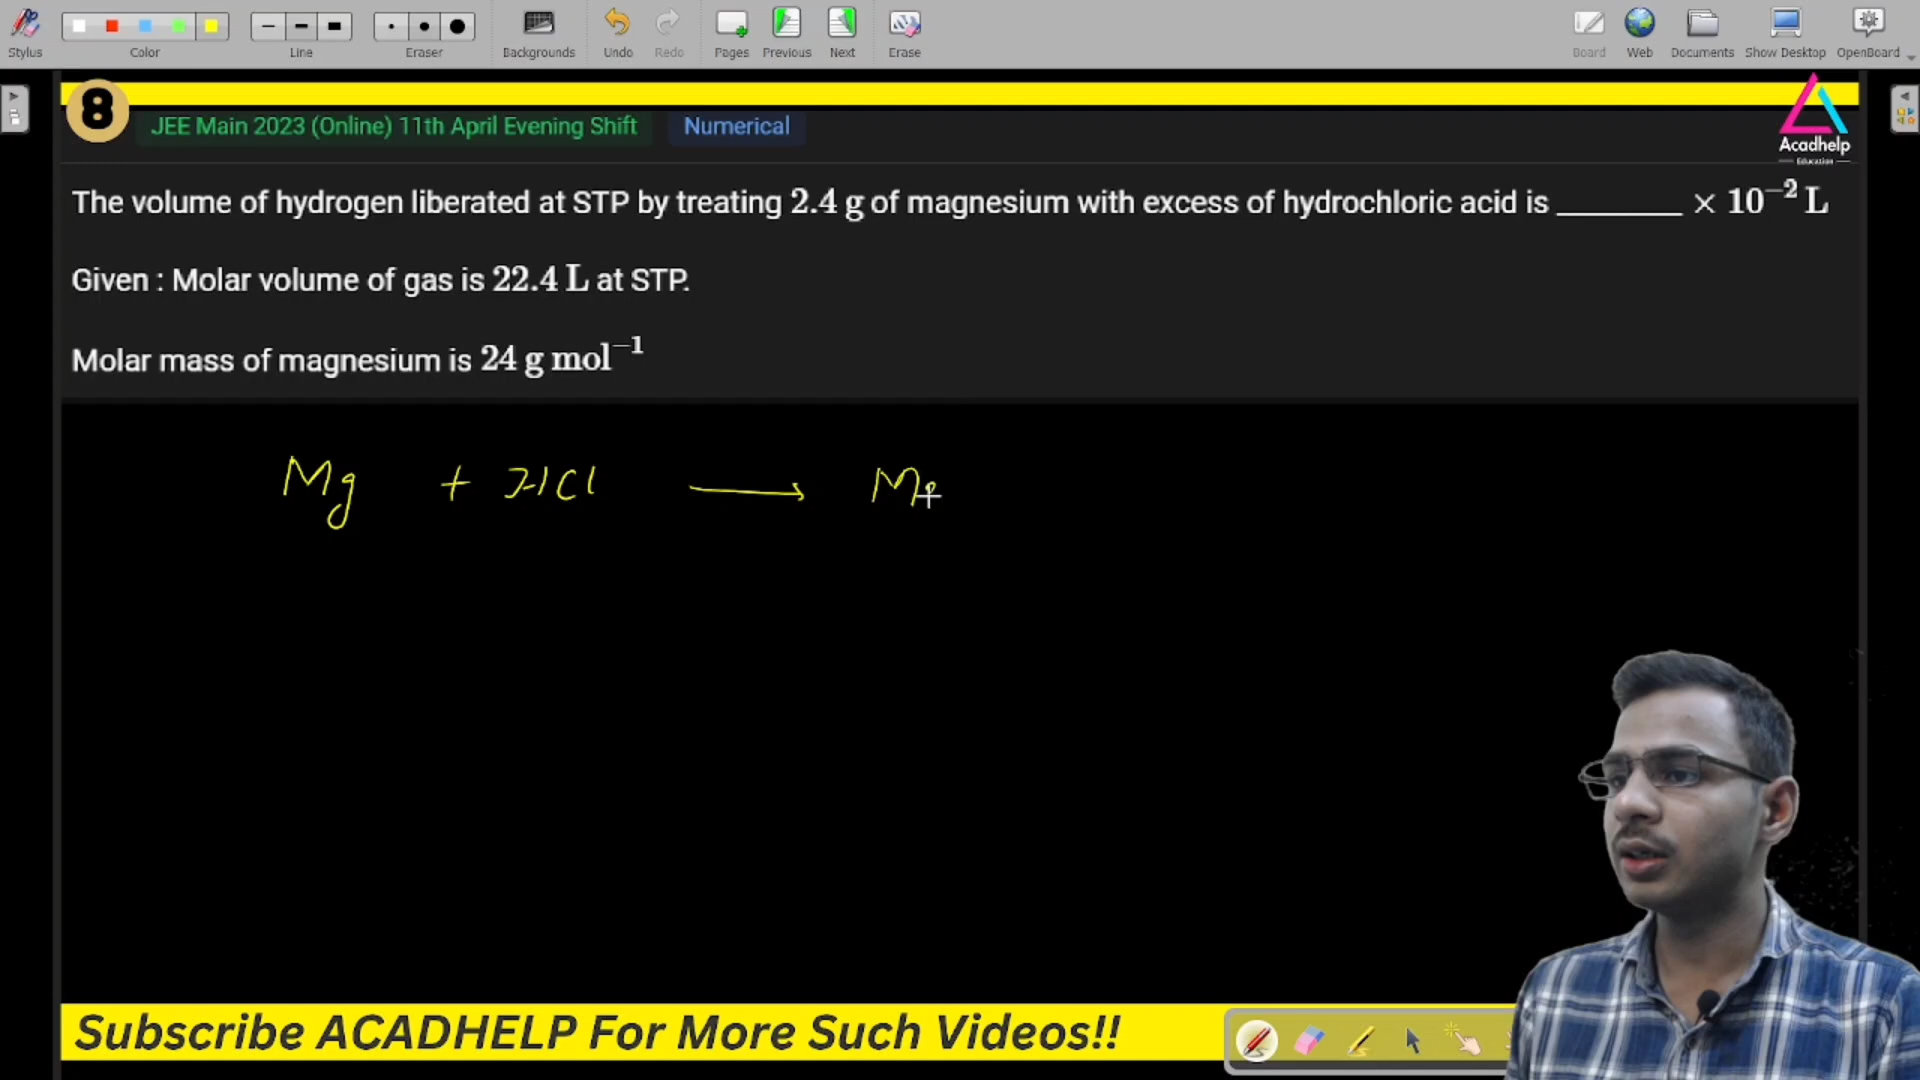 Stylus
Color
Line
Eraser
Backgrounds
Undo
Redo
Pages
Previous
Next
Erase
Board
Web
Documents
Show Desktop
OpenBoard
8
JEE Main 2023 (Online) 11th April Evening Shift Numerical
Acadhelp
Education
The volume of hydrogen liberated at STP by treating 2.4 g of magnesium with excess of hydrochloric acid is ________ × 10⁻² L
Given : Molar volume of gas is 22.4 L at STP.
Molar mass of magnesium is 24 g mol⁻¹
Mg + HCl ⟶ M
Subscribe ACADHELP For More Such Videos!!